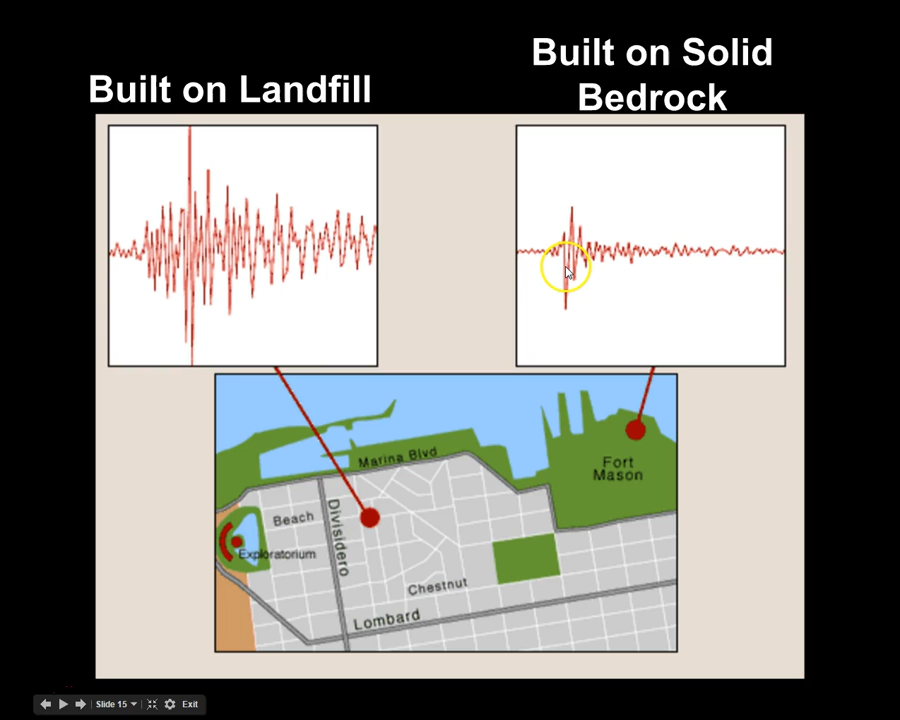 Built on Landfill
Built on Solid
Bedrock
Marina Blvd
Fort
Mason
Beach
Divisidero
Exploratorium
Chestnut
Lombard
Slide 15
Exit